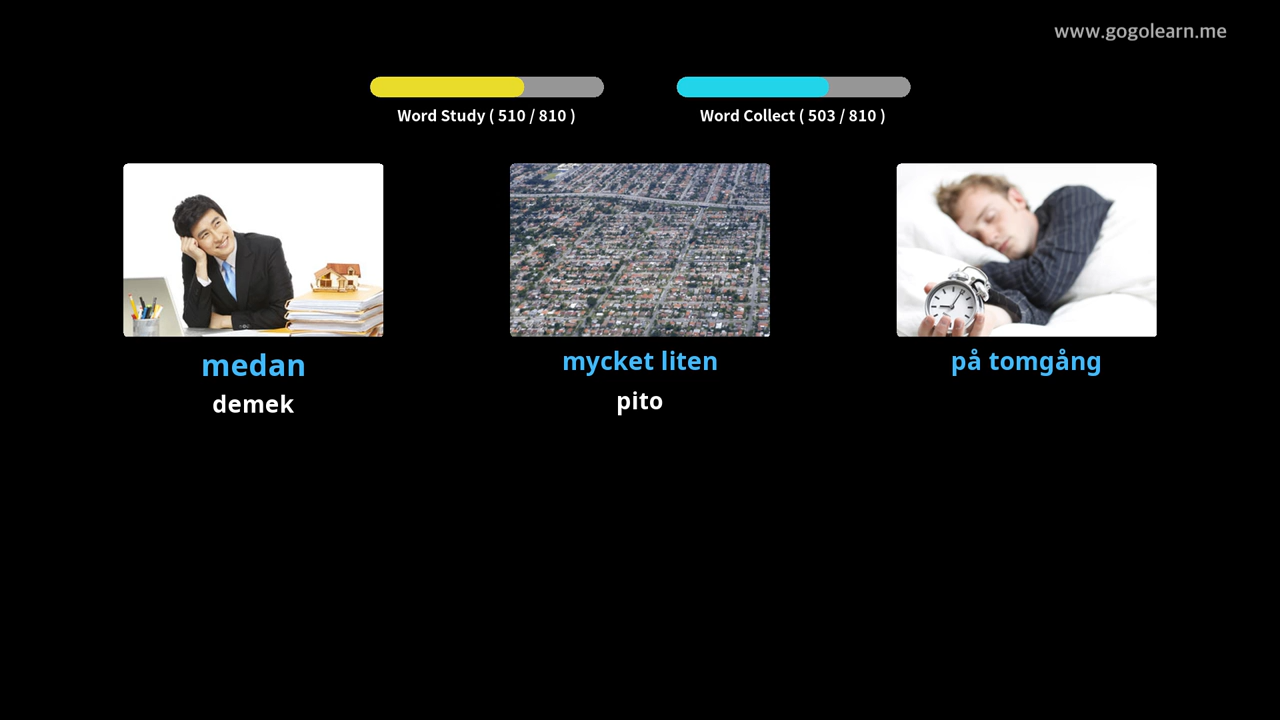 www.gogolearn.me
Word Study ( 510 / 810 )
Word Collect ( 503 / 810 )
medan
demek
mycket liten
pito
på tomgång